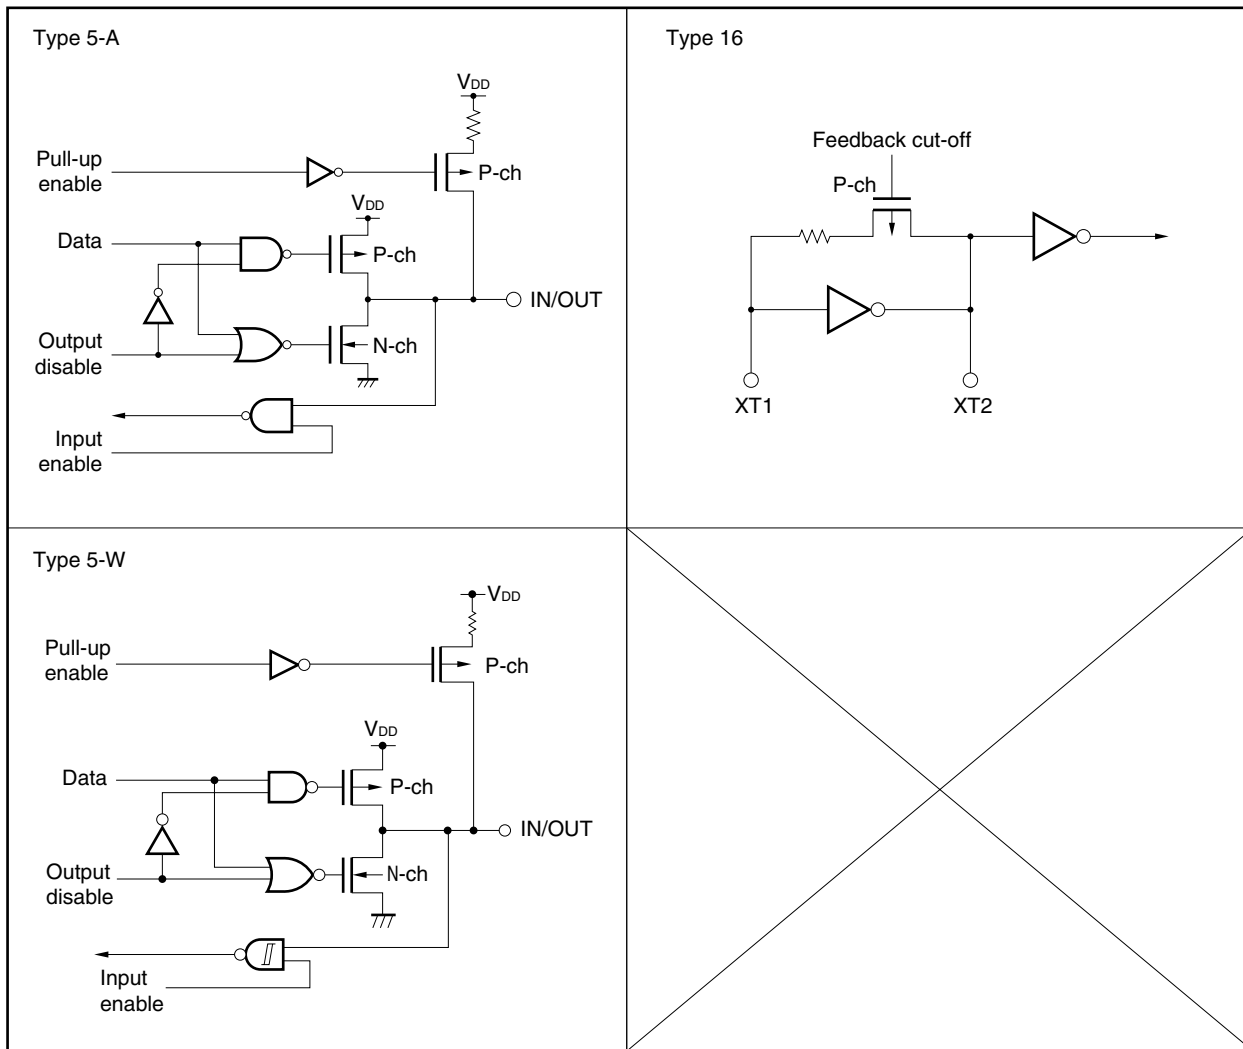 Type 5-A
VDD
Pull-up
enable
P-ch
VDD
Data
P-ch
IN/OUT
Output
disable
N-ch
Input
enable
Type 16
Feedback cut-off
P-ch
XT1
XT2
Type 5-W
VDD
Pull-up
enable
P-ch
VDD
Data
P-ch
IN/OUT
Output
disable
N-ch
Input
enable